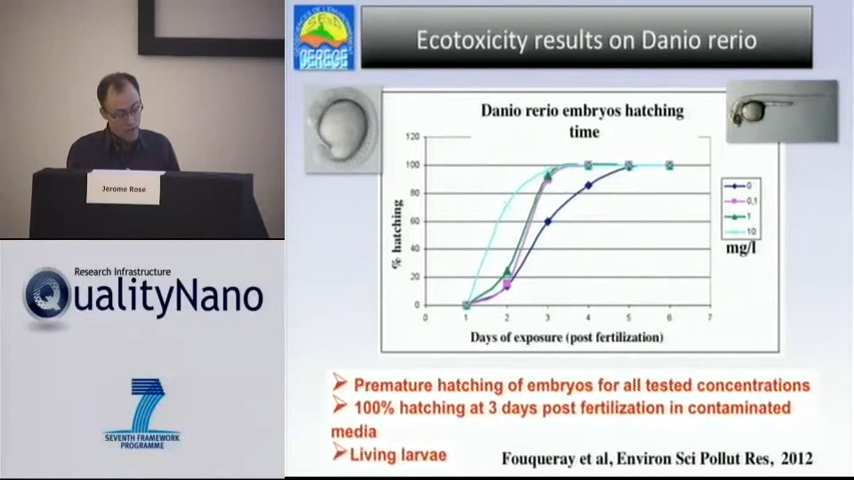 CEREGE
Ecotoxicity results on Danio rerio
Jerome Rose
Research Infrastructure
QualityNano
SEVENTH FRAMEWORK
PROGRAMME
Danio rerio embryos hatching
time
% hatching
120
100
80
60
40
20
0
0 1 2 3 4 5 6 7
Days of exposure (post fertilization)
0
0,1
1
10
mg/l
Premature hatching of embryos for all tested concentrations
100% hatching at 3 days post fertilization in contaminated
media
Living larvae
Fouqueray et al, Environ Sci Pollut Res, 2012